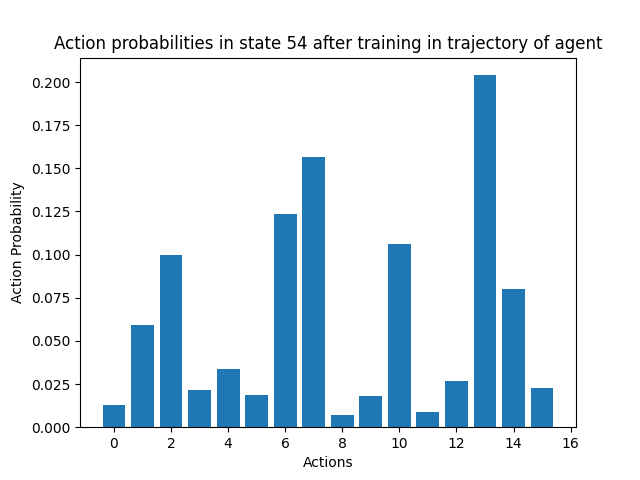 Action probabilities in state 54 after training in trajectory of agent
0.200
0.175
0.150
0.125
0.100
0.075
0.050
0.025
0.000
Action Probability
0 2 4 6 8 10 12 14 16
Actions